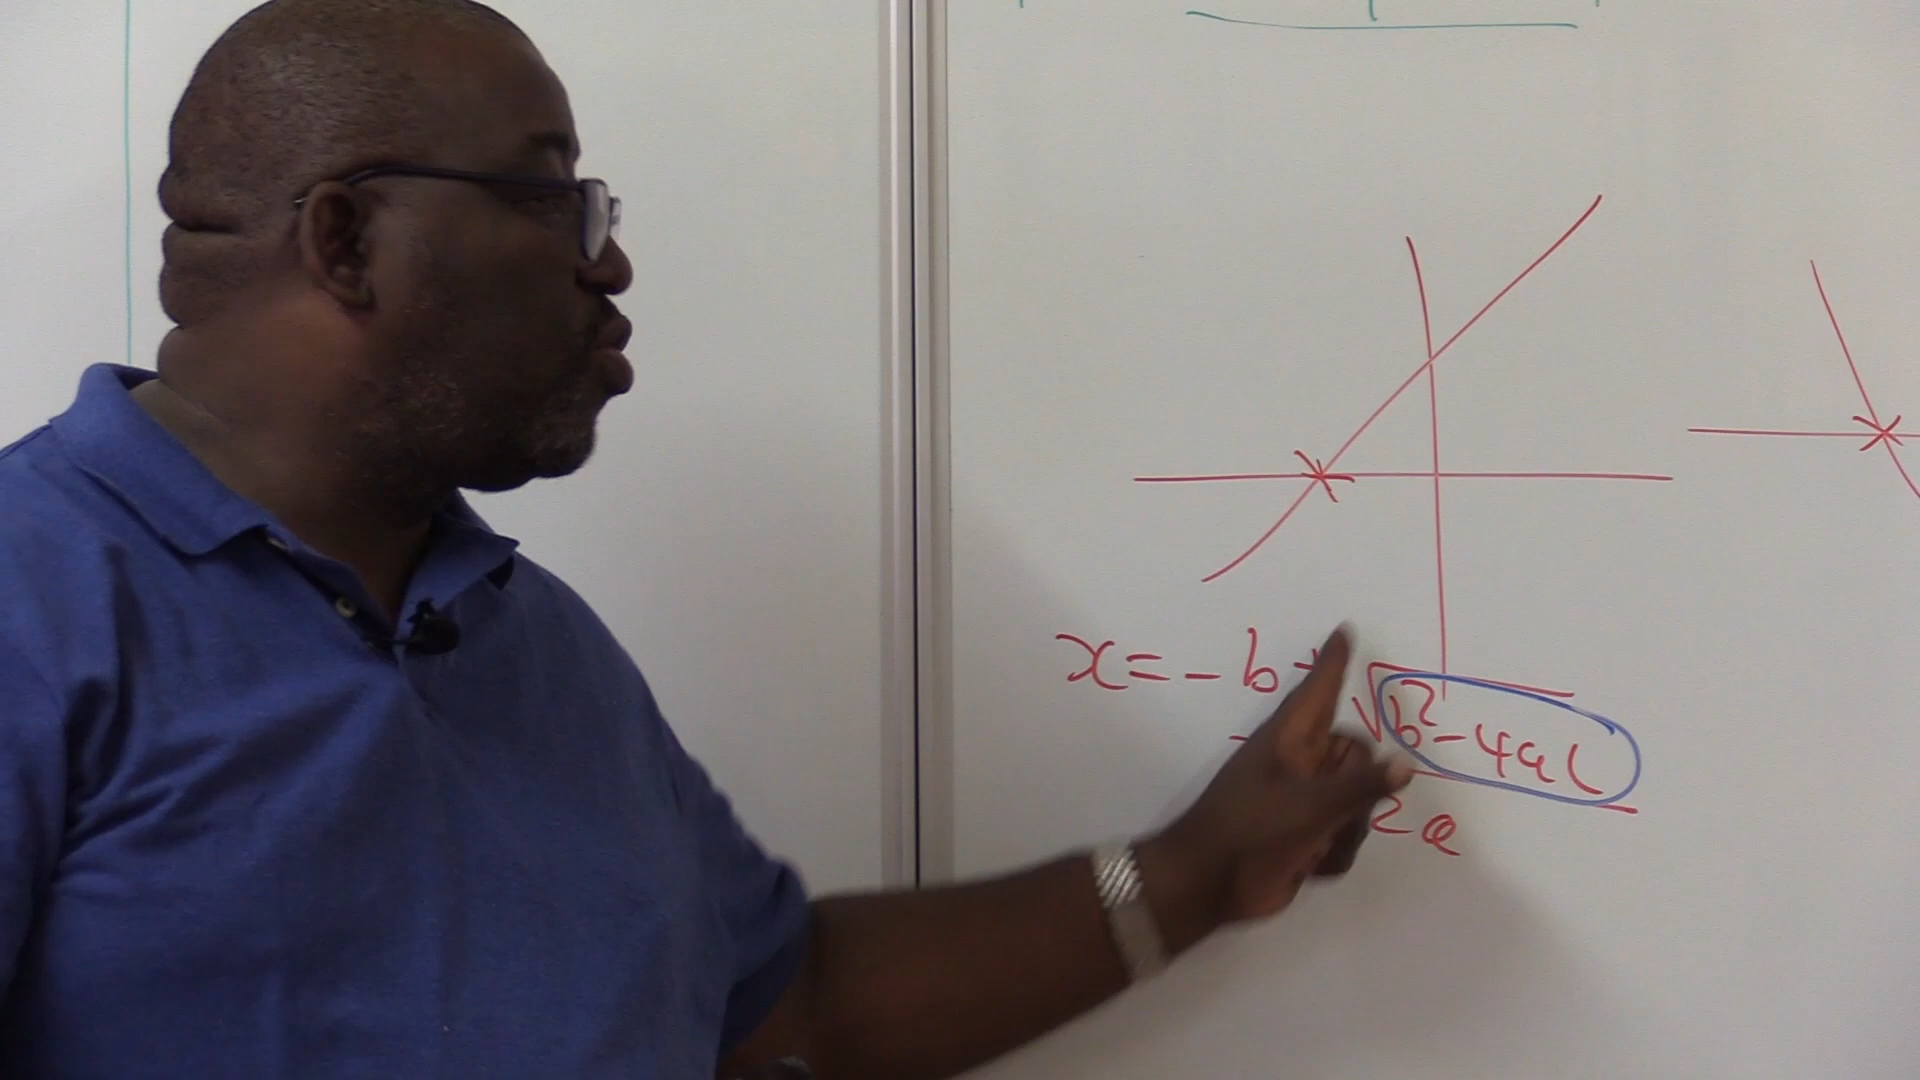 x = -b ± √b²-4ac
2a